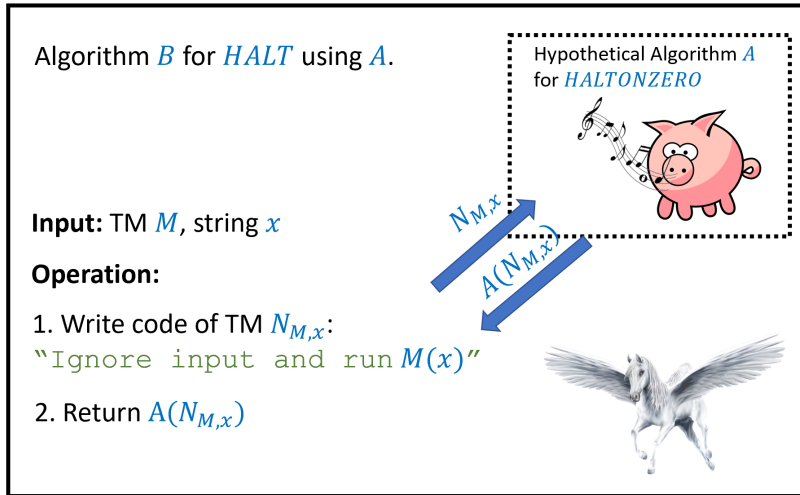 Algorithm B for HALT using A.
Hypothetical Algorithm A
for HALTONZERO
N_{M,x}
A(N_{M,x})
Input: TM M, string x
Operation:
1. Write code of TM N_{M,x}:
“Ignore input and run M(x)”
2. Return A(N_{M,x})